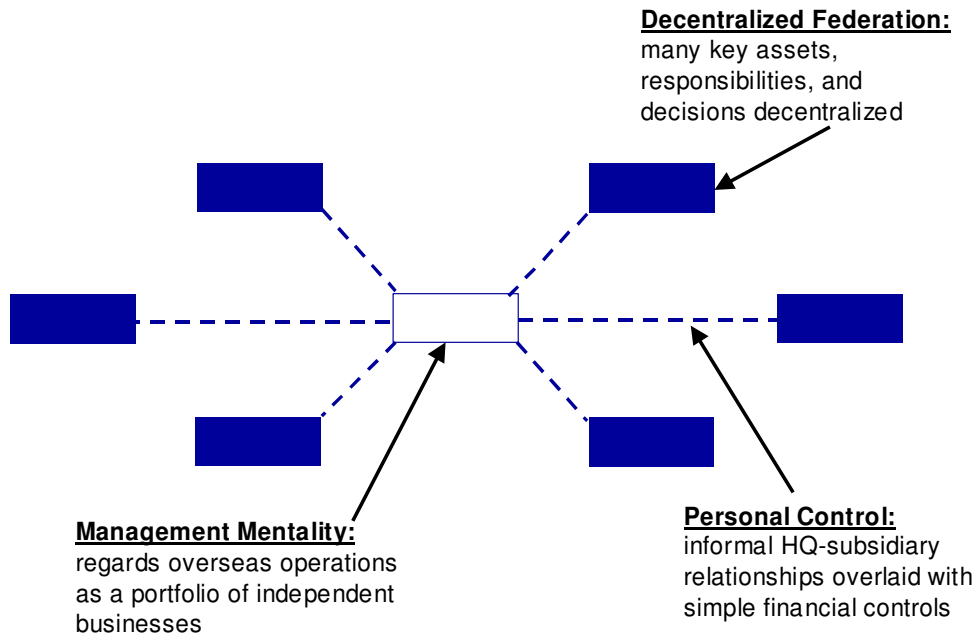 Decentralized Federation:
many key assets,
responsibilities, and
decisions decentralized
Management Mentality:
regards overseas operations
as a portfolio of independent
businesses
Personal Control:
informal HQ-subsidiary
relationships overlaid with
simple financial controls